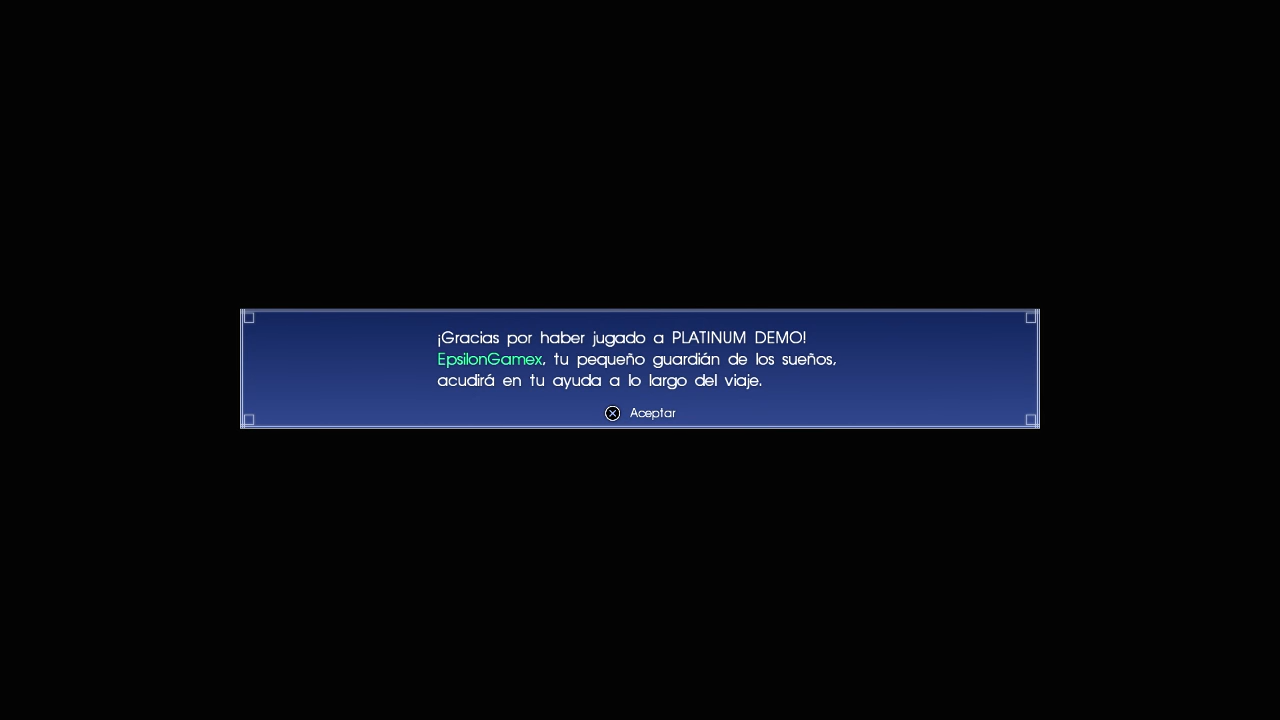 ¡Gracias por haber jugado a PLATINUM DEMO!
EpsilonGamex, tu pequeño guardián de los sueños,
acudirá en tu ayuda a lo largo del viaje.
Aceptar